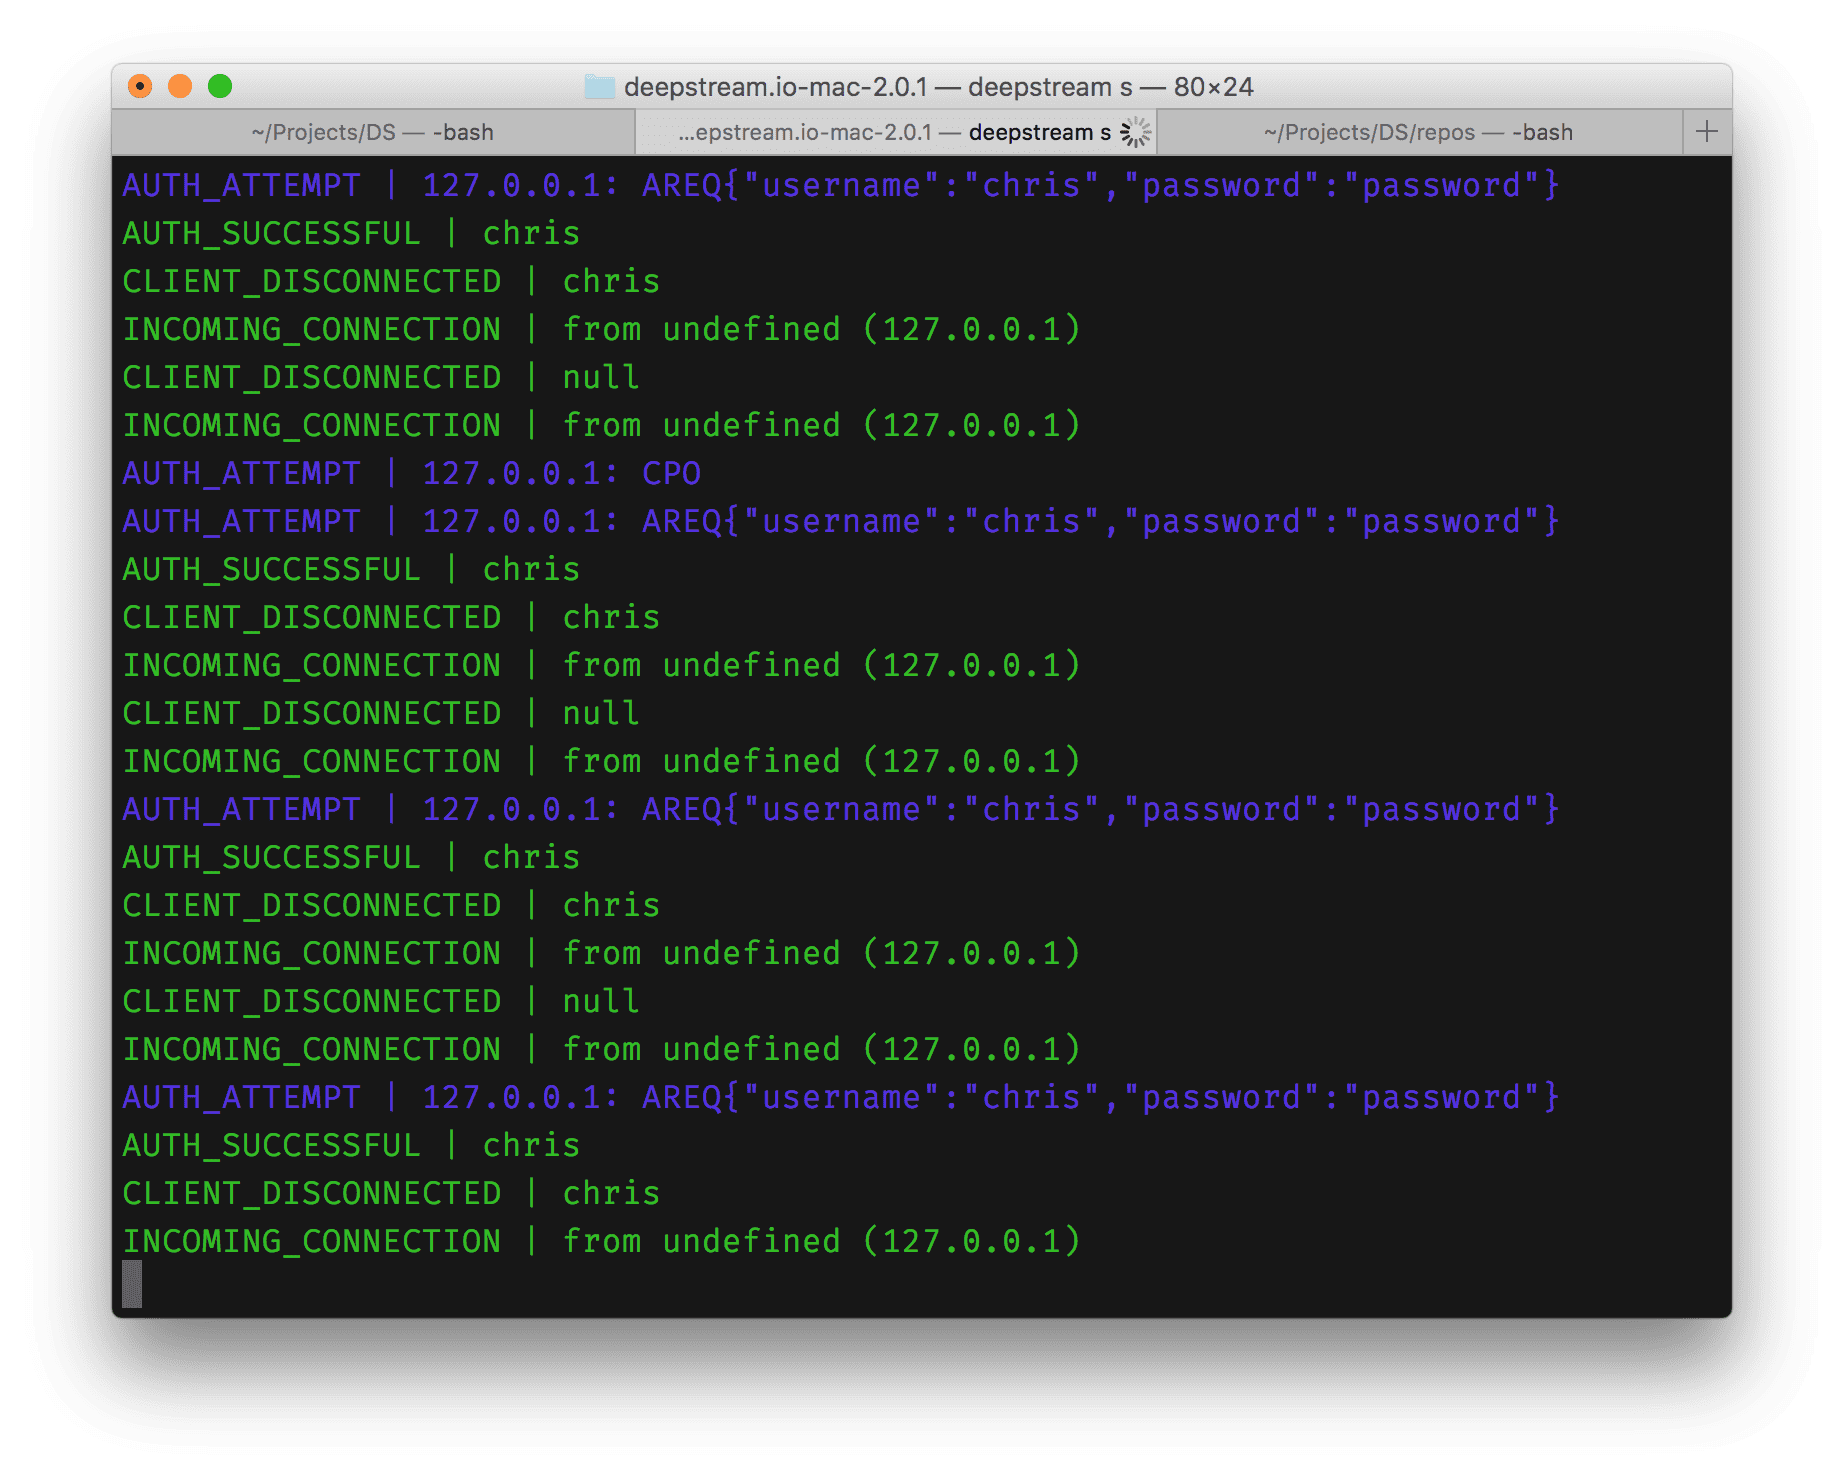 deepstream.io-mac-2.0.1 — deepstream s — 80×24
~/Projects/DS — -bash
...epstream.io-mac-2.0.1 — deepstream s
~/Projects/DS/repos — -bash
AUTH_ATTEMPT | 127.0.0.1: AREQ{"username":"chris","password":"password"}
AUTH_SUCCESSFUL | chris
CLIENT_DISCONNECTED | chris
INCOMING_CONNECTION | from undefined (127.0.0.1)
CLIENT_DISCONNECTED | null
INCOMING_CONNECTION | from undefined (127.0.0.1)
AUTH_ATTEMPT | 127.0.0.1: CPO
AUTH_ATTEMPT | 127.0.0.1: AREQ{"username":"chris","password":"password"}
AUTH_SUCCESSFUL | chris
CLIENT_DISCONNECTED | chris
INCOMING_CONNECTION | from undefined (127.0.0.1)
CLIENT_DISCONNECTED | null
INCOMING_CONNECTION | from undefined (127.0.0.1)
AUTH_ATTEMPT | 127.0.0.1: AREQ{"username":"chris","password":"password"}
AUTH_SUCCESSFUL | chris
CLIENT_DISCONNECTED | chris
INCOMING_CONNECTION | from undefined (127.0.0.1)
CLIENT_DISCONNECTED | null
INCOMING_CONNECTION | from undefined (127.0.0.1)
AUTH_ATTEMPT | 127.0.0.1: AREQ{"username":"chris","password":"password"}
AUTH_SUCCESSFUL | chris
CLIENT_DISCONNECTED | chris
INCOMING_CONNECTION | from undefined (127.0.0.1)